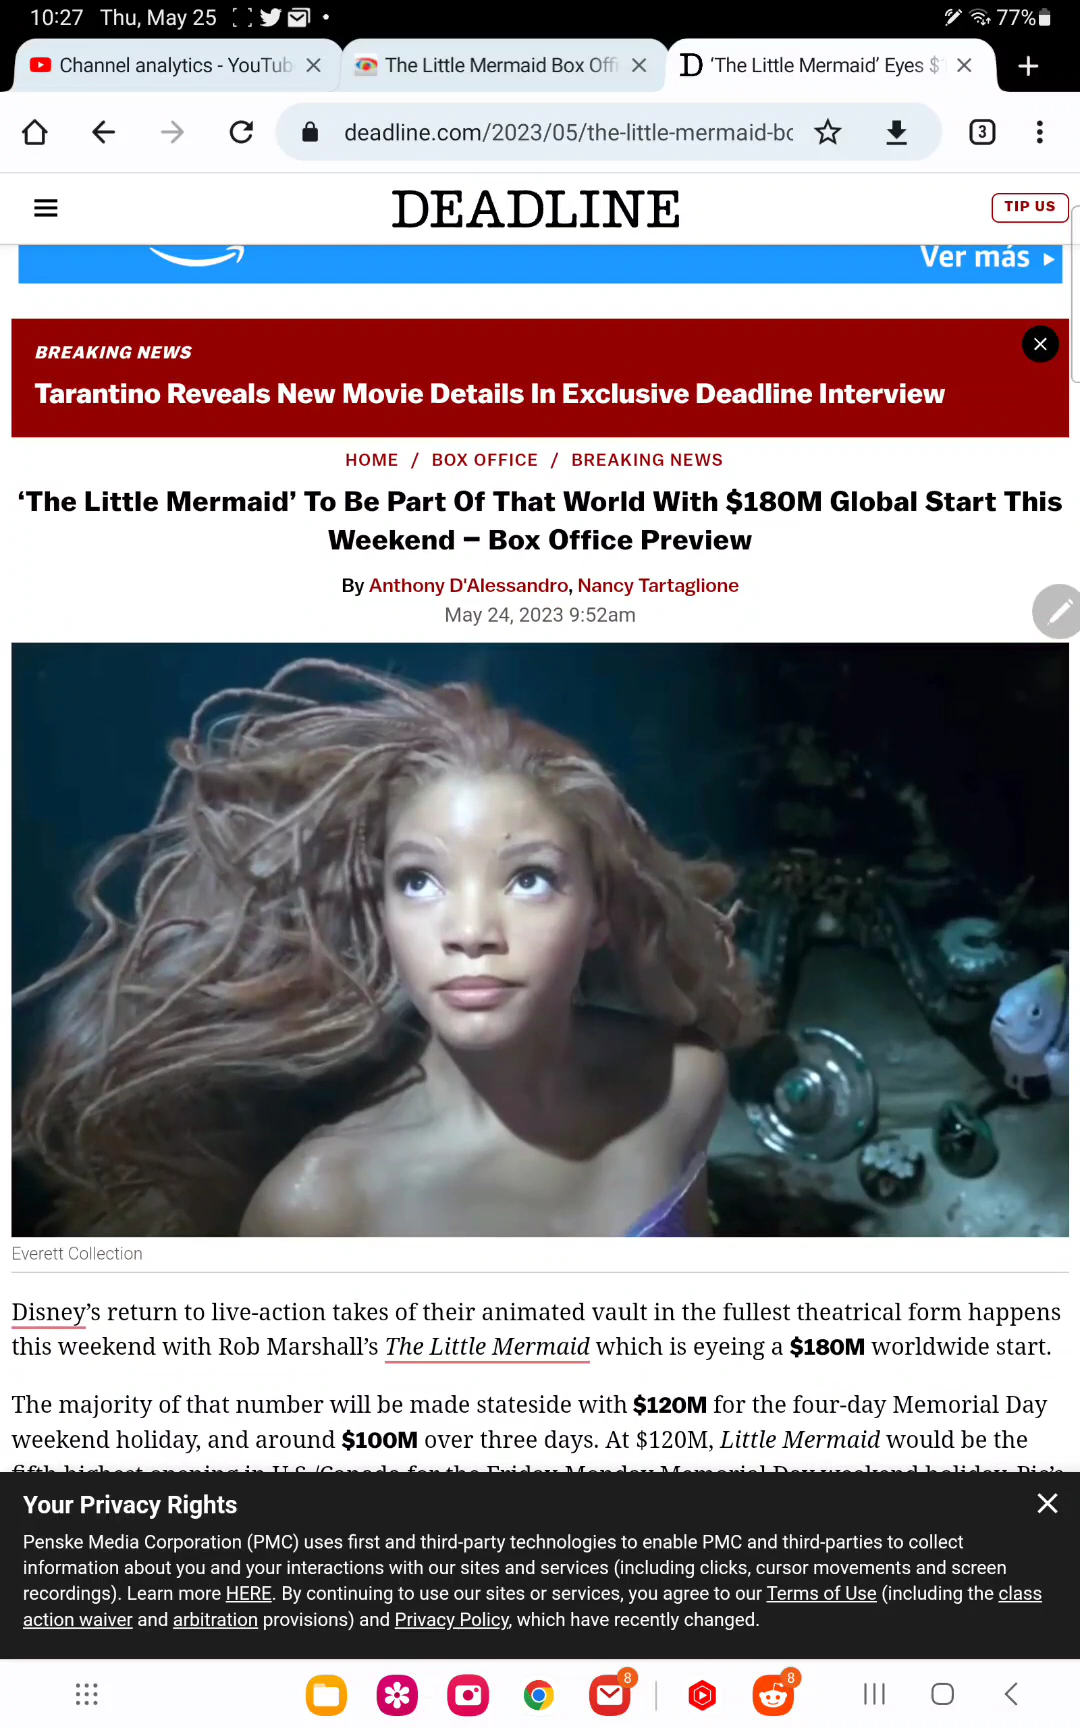 10:27 Thu, May 25 77%
Channel analytics - YouTub
The Little Mermaid Box Offi
D 'The Little Mermaid' Eyes $
deadline.com/2023/05/the-little-mermaid-bo
3
DEADLINE
TIP US
Ver más
BREAKING NEWS
Tarantino Reveals New Movie Details In Exclusive Deadline Interview
HOME / BOX OFFICE / BREAKING NEWS
‘The Little Mermaid’ To Be Part Of That World With $180M Global Start This
Weekend – Box Office Preview
By Anthony D'Alessandro, Nancy Tartaglione
May 24, 2023 9:52am
Everett Collection
Disney’s return to live-action takes of their animated vault in the fullest theatrical form happens
this weekend with Rob Marshall’s The Little Mermaid which is eyeing a $180M worldwide start.
The majority of that number will be made stateside with $120M for the four-day Memorial Day
weekend holiday, and around $100M over three days. At $120M, Little Mermaid would be the
Your Privacy Rights
Penske Media Corporation (PMC) uses first and third-party technologies to enable PMC and third-parties to collect
information about you and your interactions with our sites and services (including clicks, cursor movements and screen
recordings). Learn more HERE. By continuing to use our sites or services, you agree to our Terms of Use (including the class
action waiver and arbitration provisions) and Privacy Policy, which have recently changed.
8
8